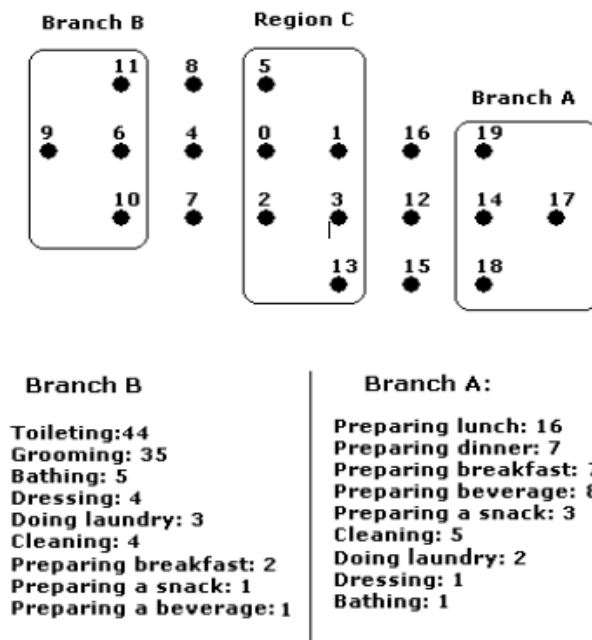 Branch B Region C
11 8 5
Branch A
9 6 4 0 1 16 19
10 7 2 3 12 14 17
13 15 18
Branch B
Toileting:44
Grooming: 35
Bathing: 5
Dressing: 4
Doing laundry: 3
Cleaning: 4
Preparing breakfast: 2
Preparing a snack: 1
Preparing a beverage: 1
Branch A:
Preparing lunch: 16
Preparing dinner: 7
Preparing breakfast: 7
Preparing beverage: 8
Preparing a snack: 3
Cleaning: 5
Doing laundry: 2
Dressing: 1
Bathing: 1